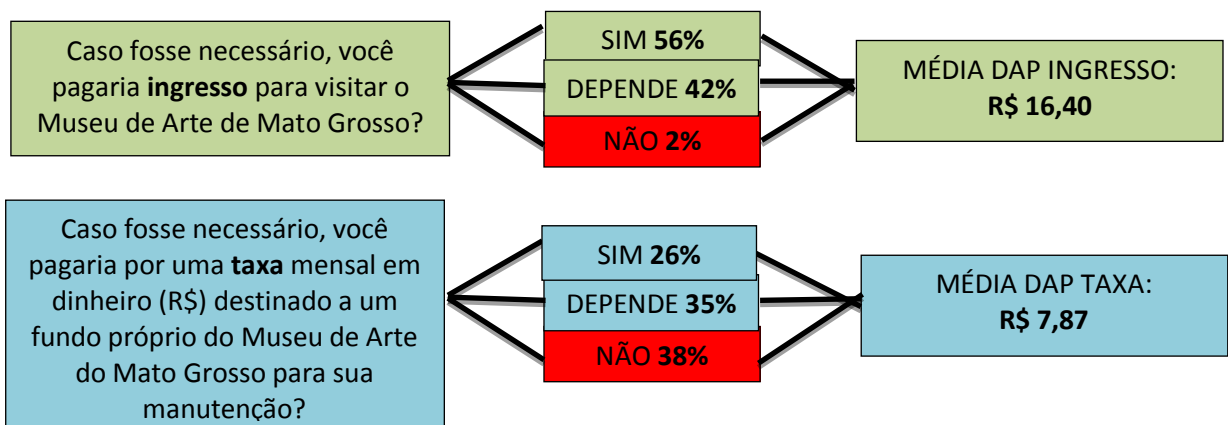 Caso fosse necessário, você
pagaria ingresso para visitar o
Museu de Arte de Mato Grosso?
SIM 56%
DEPENDE 42%
NÃO 2%
MÉDIA DAP INGRESSO:
R$ 16,40
Caso fosse necessário, você
pagaria por uma taxa mensal em
dinheiro (R$) destinado a um
fundo próprio do Museu de Arte
do Mato Grosso para sua
manutenção?
SIM 26%
DEPENDE 35%
NÃO 38%
MÉDIA DAP TAXA:
R$ 7,87